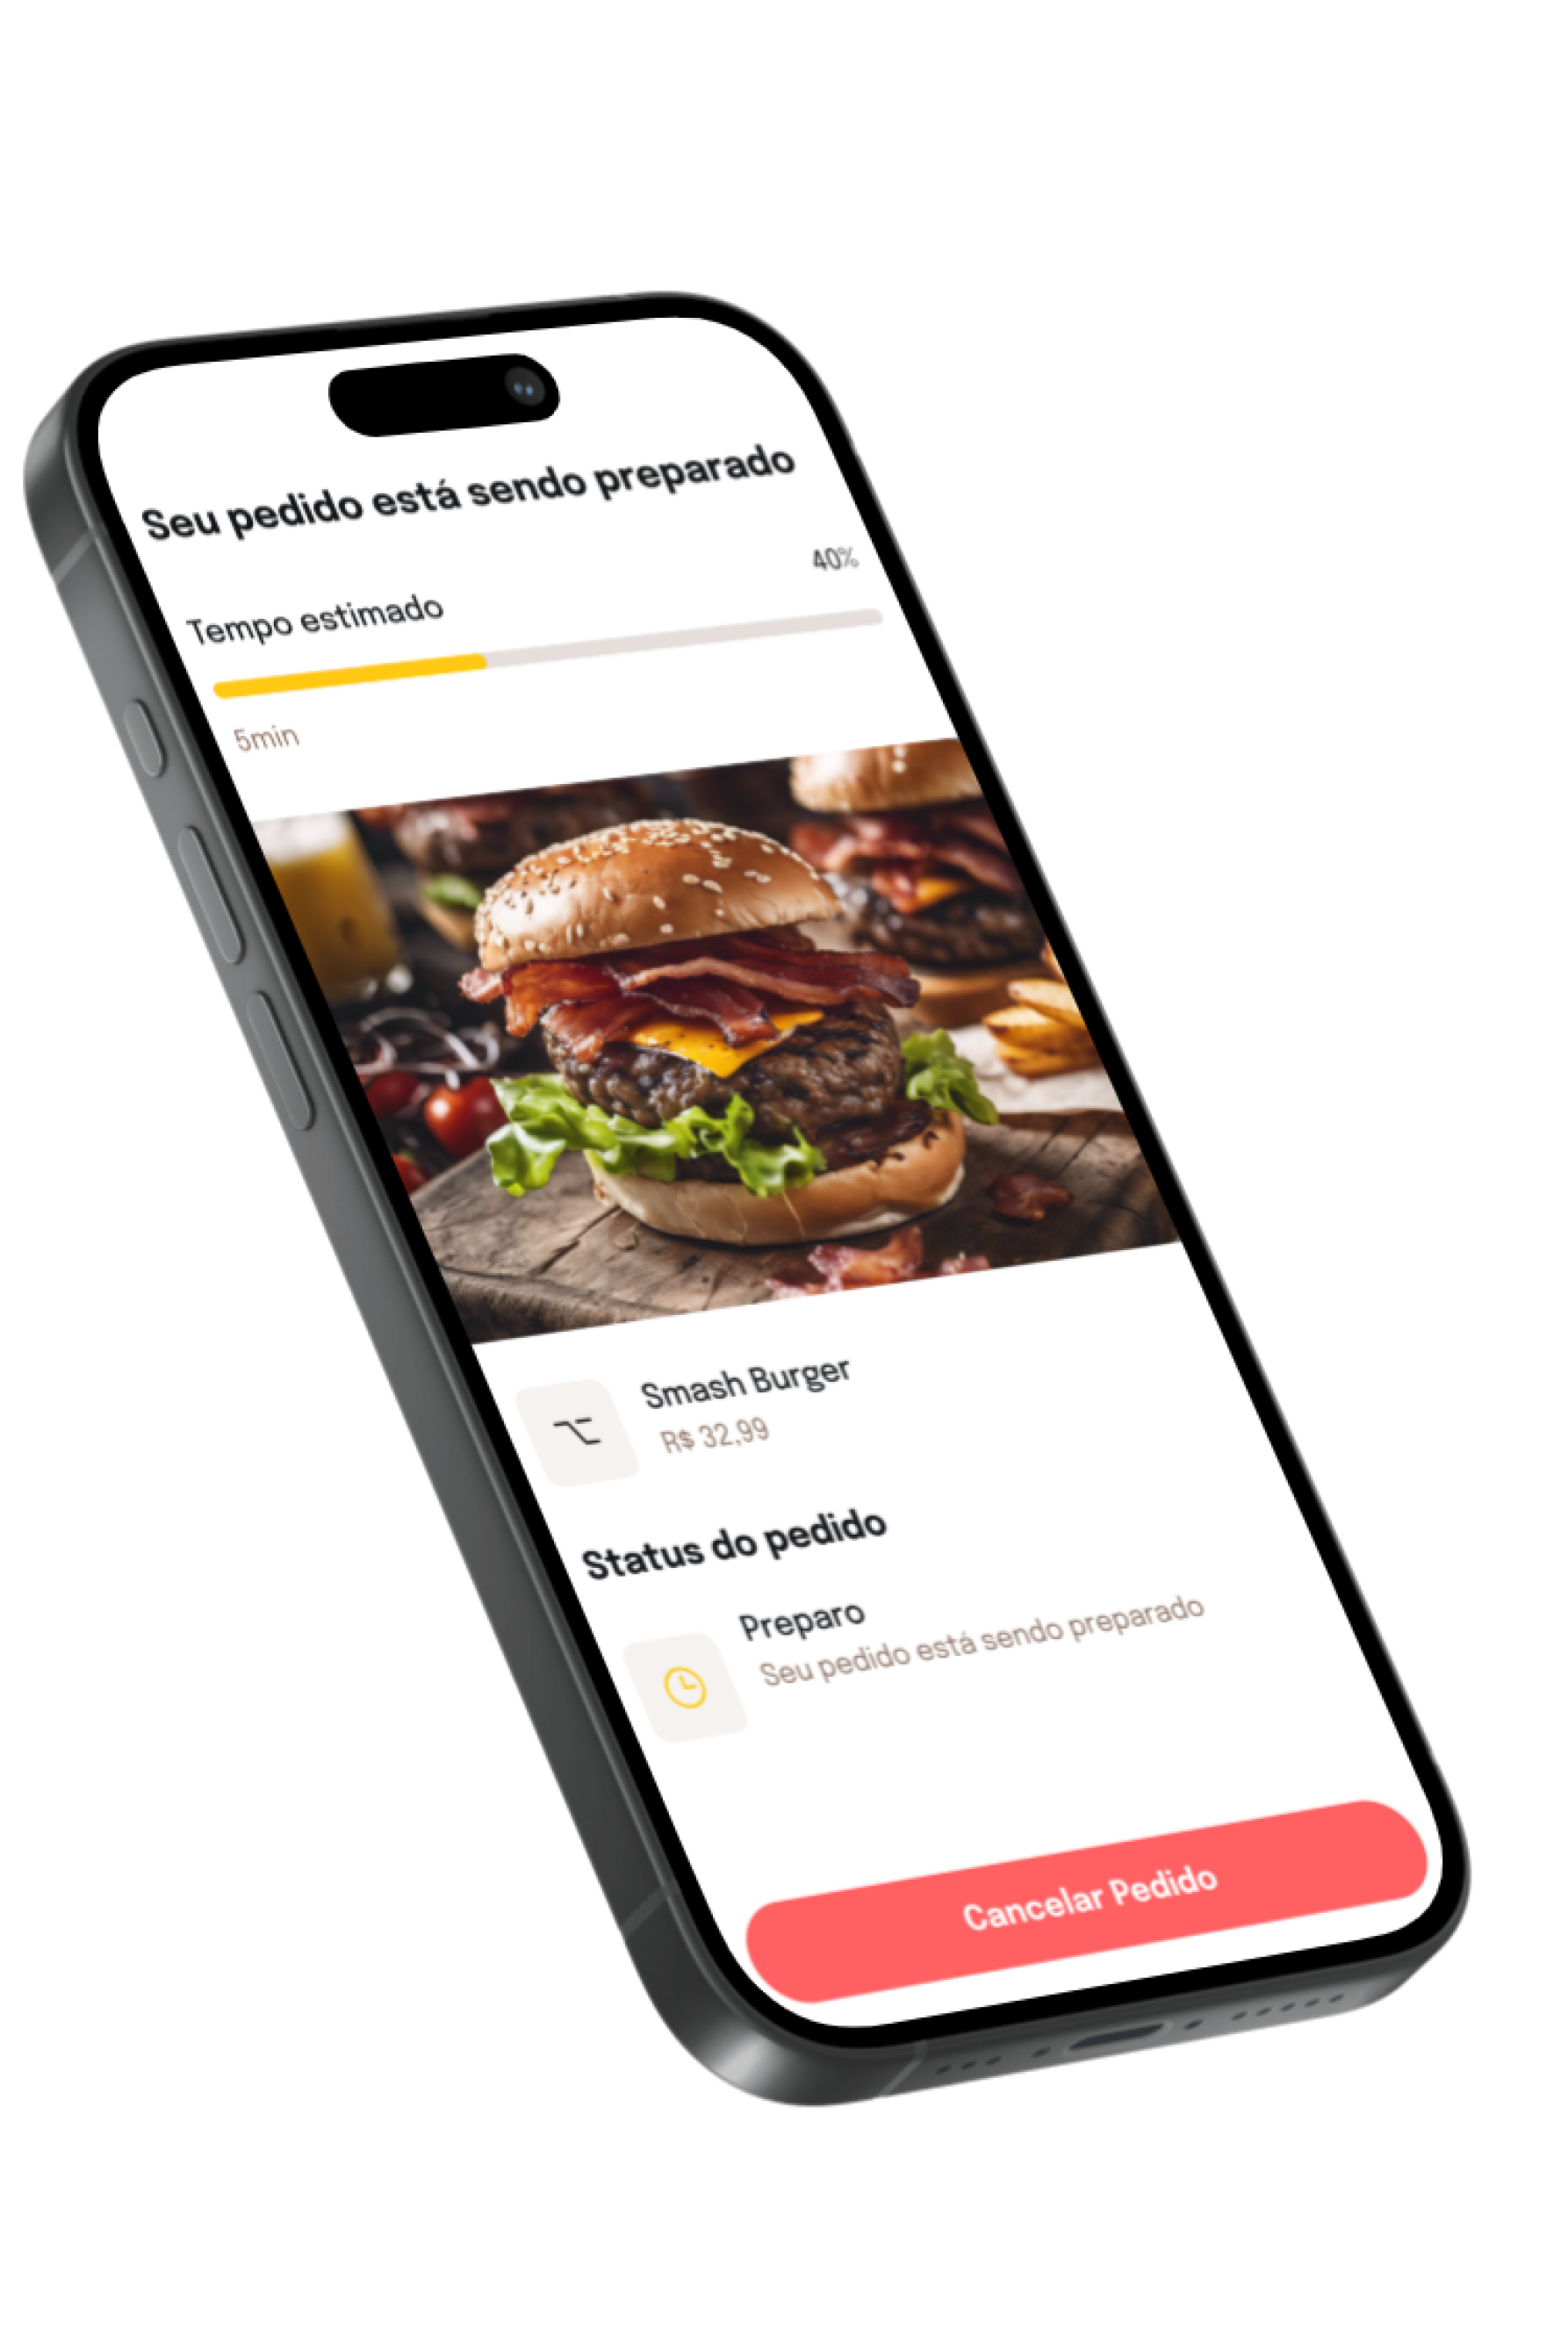 Seu pedido está sendo preparado
40%
Tempo estimado
5min
Smash Burger
R$ 32,99
Status do pedido
Preparo
Seu pedido está sendo preparado
Cancelar Pedido